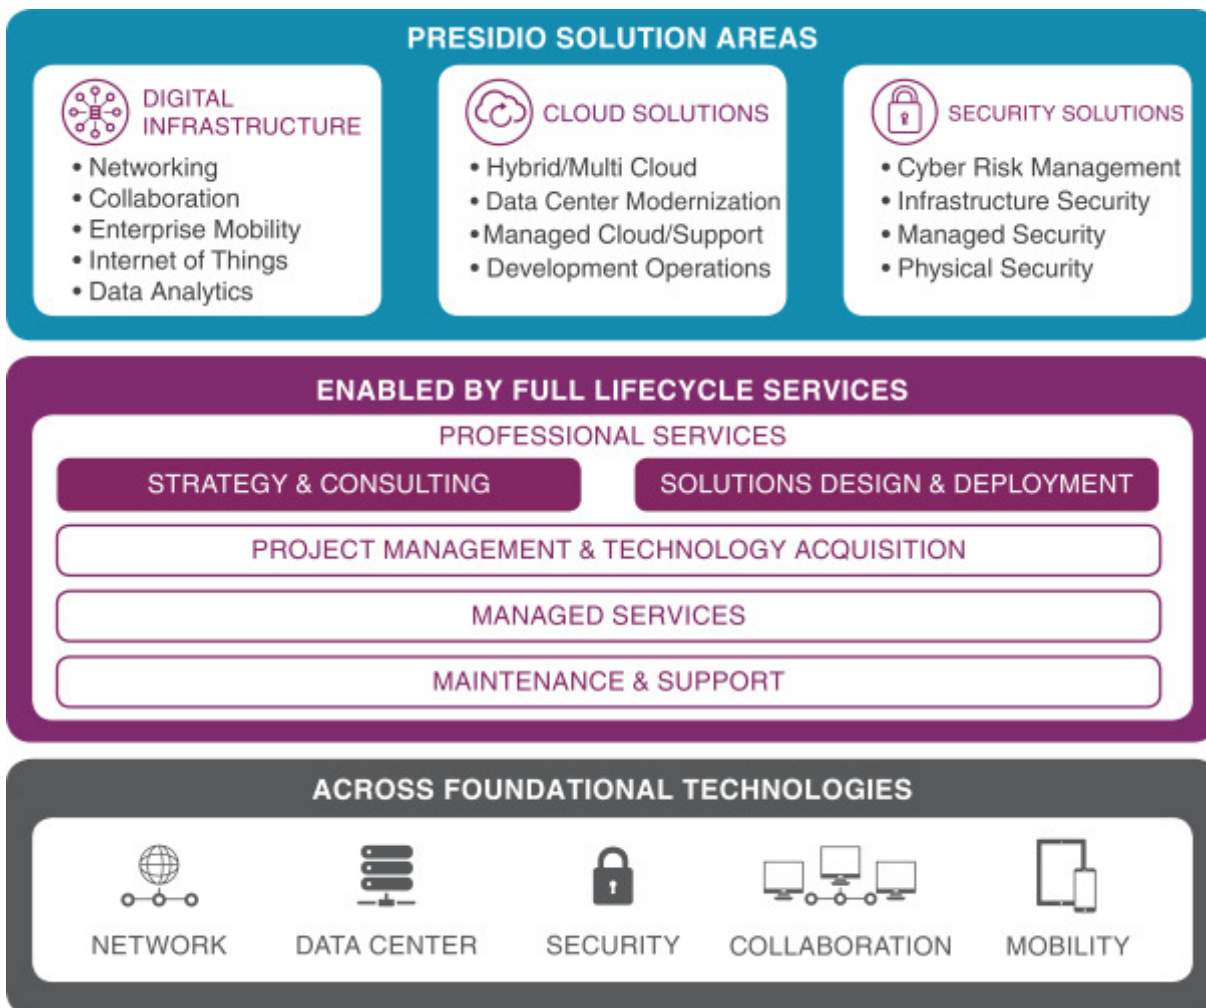 PRESIDIO SOLUTION AREAS
DIGITAL
INFRASTRUCTURE
• Networking
• Collaboration
• Enterprise Mobility
• Internet of Things
• Data Analytics
CLOUD SOLUTIONS
• Hybrid/Multi Cloud
• Data Center Modernization
•Managed Cloud/Support
• Development Operations
SECURITY SOLUTIONS
• Cyber Risk Management
• Infrastructure Security
• Managed Security
• Physical Security
ENABLED BY FULL LIFECYCLE SERVICES
PROFESSIONAL SERVICES
STRATEGY & CONSULTING
SOLUTIONS DESIGN & DEPLOYMENT
PROJECT MANAGEMENT & TECHNOLOGY ACQUISITION
MANAGED SERVICES
MAINTENANCE & SUPPORT
ACROSS FOUNDATIONAL TECHNOLOGIES
NETWORK
DATA CENTER
SECURITY
COLLABORATION
MOBILITY